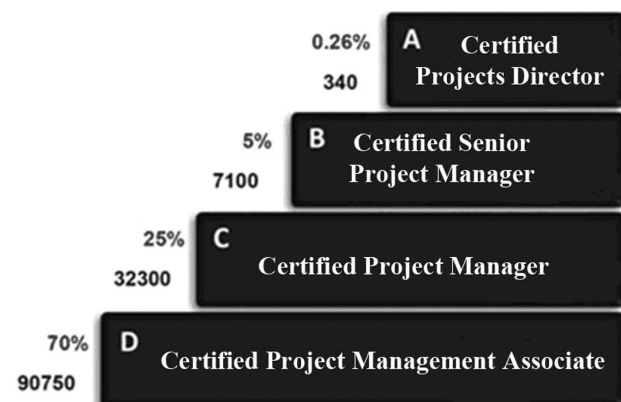 0.26%
340
A
Certified
Projects Director
5%
7100
B
Certified Senior
Project Manager
25%
32300
C
Certified Project Manager
70%
90750
D
Certified Project Management Associate